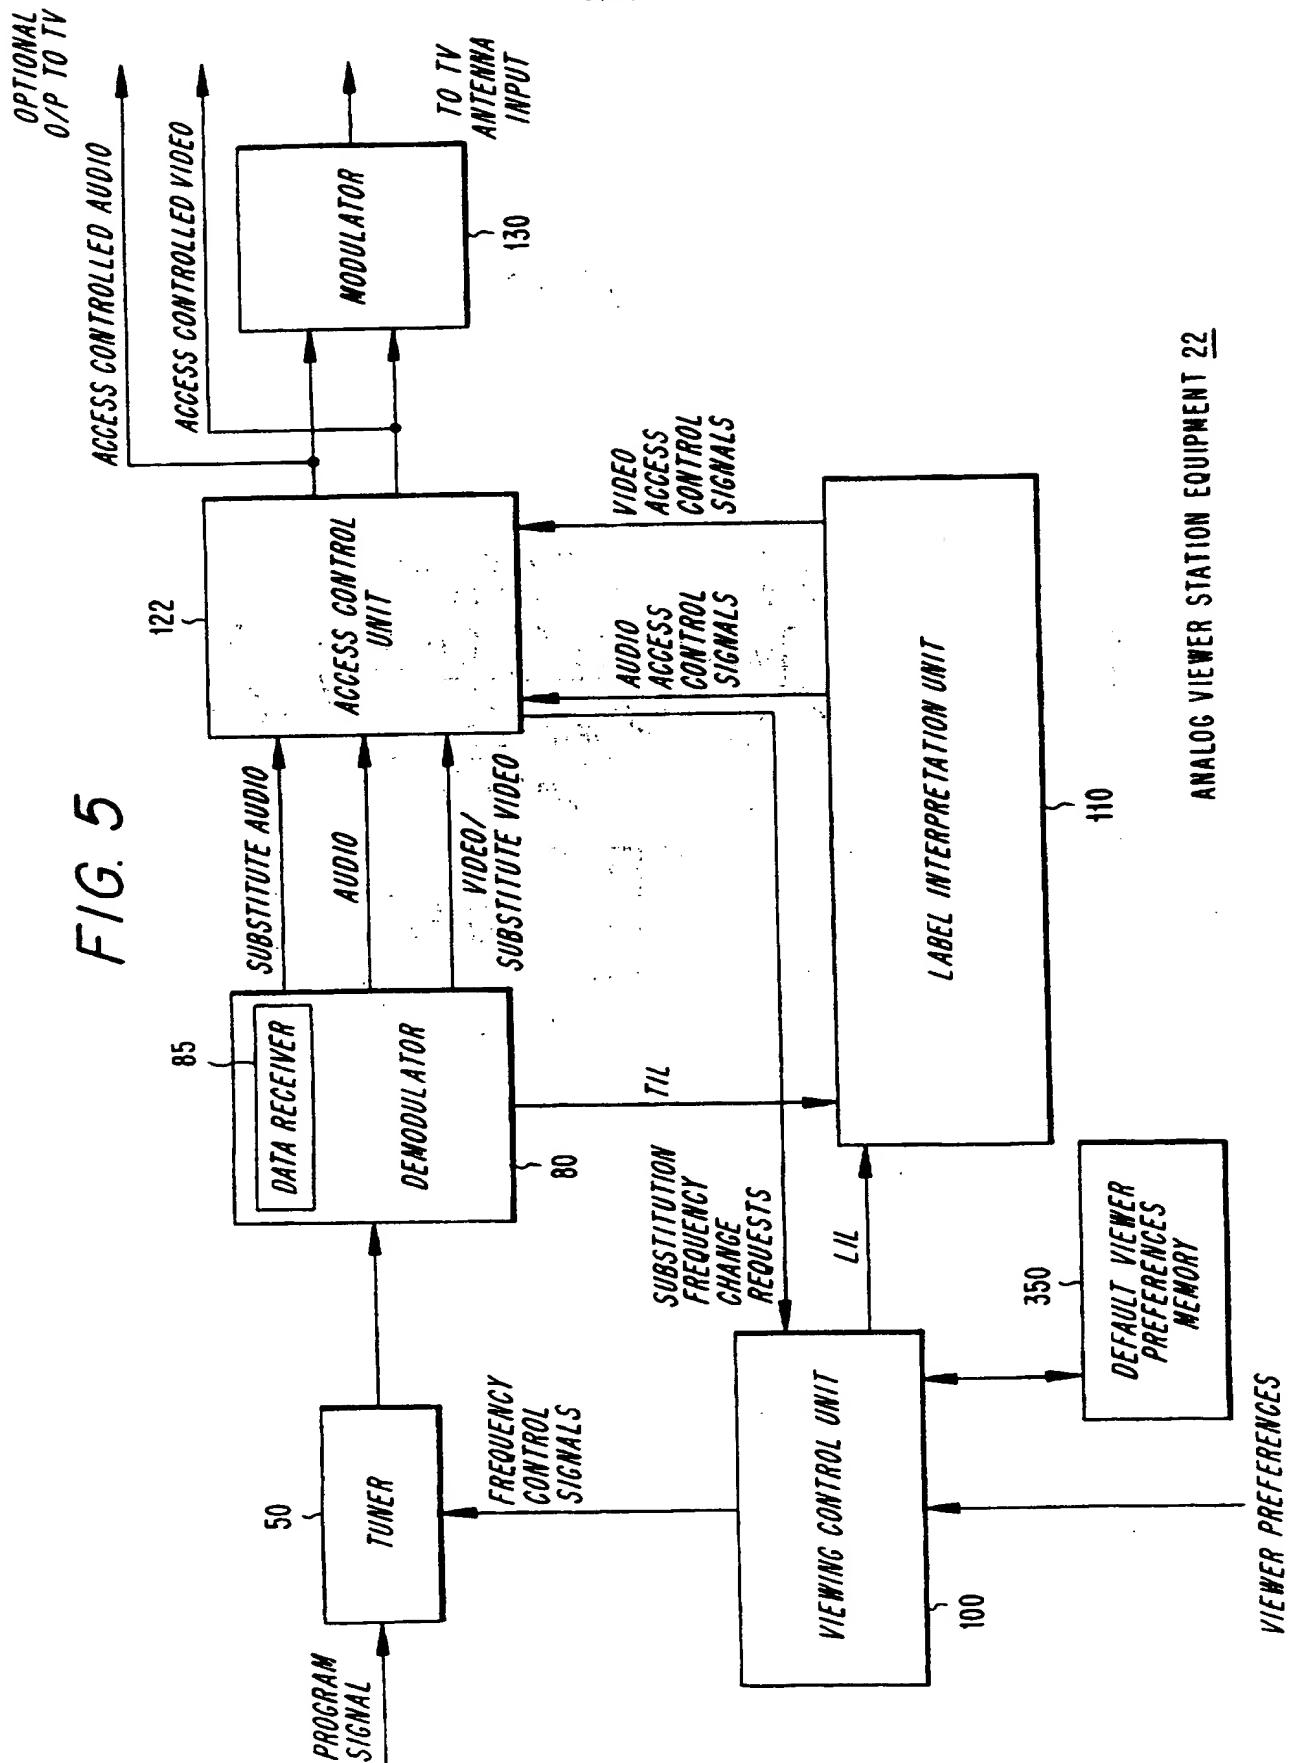 FIG. 5
PROGRAM
SIGNAL
50
TUNER
FREQUENCY
CONTROL
SIGNALS
85
DATA RECEIVER
DEMODULATOR
80
SUBSTITUTE AUDIO
AUDIO
VIDEO/
SUBSTITUTE VIDEO
122
ACCESS CONTROL
UNIT
ACCESS CONTROLLED AUDIO
ACCESS CONTROLLED VIDEO
OPTIONAL
O/P TO TV
MODULATOR
130
TO TV
ANTENNA
INPUT
TIL
SUBSTITUTION
FREQUENCY
CHANGE
REQUESTS
AUDIO
ACCESS
CONTROL
SIGNALS
VIDEO
ACCESS
CONTROL
SIGNALS
VIEWING CONTROL UNIT
100
LIL
LABEL INTERPRETATION UNIT
110
350
DEFAULT VIEWER
PREFERENCES
MEMORY
VIEWER PREFERENCES
ANALOG VIEWER STATION EQUIPMENT 22